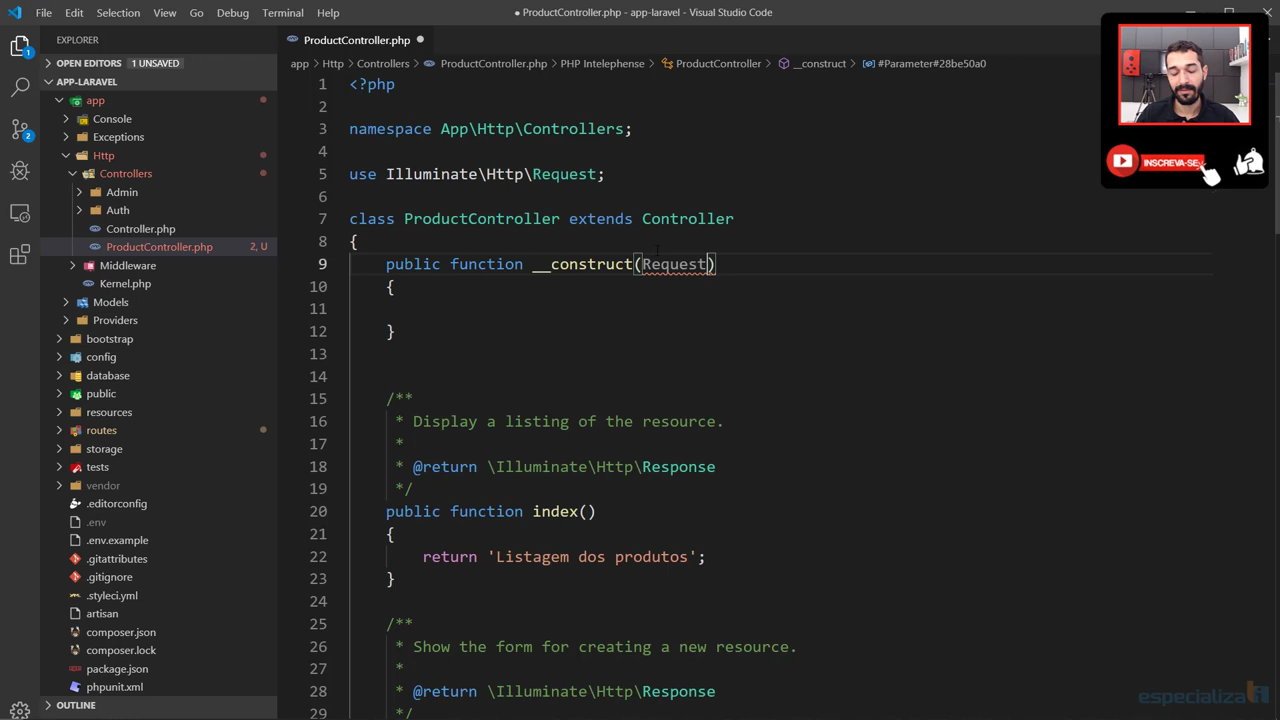 File Edit Selection View Go Debug Terminal Help
● ProductController.php - app-laravel - Visual Studio Code
EXPLORER
ProductController.php
OPEN EDITORS 1 UNSAVED
APP-LARAVEL
app
Console
Exceptions
Http
Controllers
Admin
Auth
Controller.php
ProductController.php 2, U
Middleware
Kernel.php
Models
Providers
bootstrap
config
database
public
resources
routes
storage
tests
vendor
.editorconfig
.env
.env.example
.gitattributes
.gitignore
.styleci.yml
artisan
composer.json
composer.lock
package.json
phpunit.xml
OUTLINE
1
2
app > Http > Controllers > ProductController.php > PHP Intelephense > ProductController > __construct > #Parameter#28be50a0
1 <?php
2
3 namespace App\Http\Controllers;
4
5 use Illuminate\Http\Request;
6
7 class ProductController extends Controller
8 {
9 public function __construct(Request)
10 {
11
12 }
13
14
15 /**
16 * Display a listing of the resource.
17 *
18 * @return \Illuminate\Http\Response
19 */
20 public function index()
21 {
22 return 'Listagem dos produtos';
23 }
24
25 /**
26 * Show the form for creating a new resource.
27 *
28 * @return \Illuminate\Http\Response
29 */
INSCREVA-SE
especializati